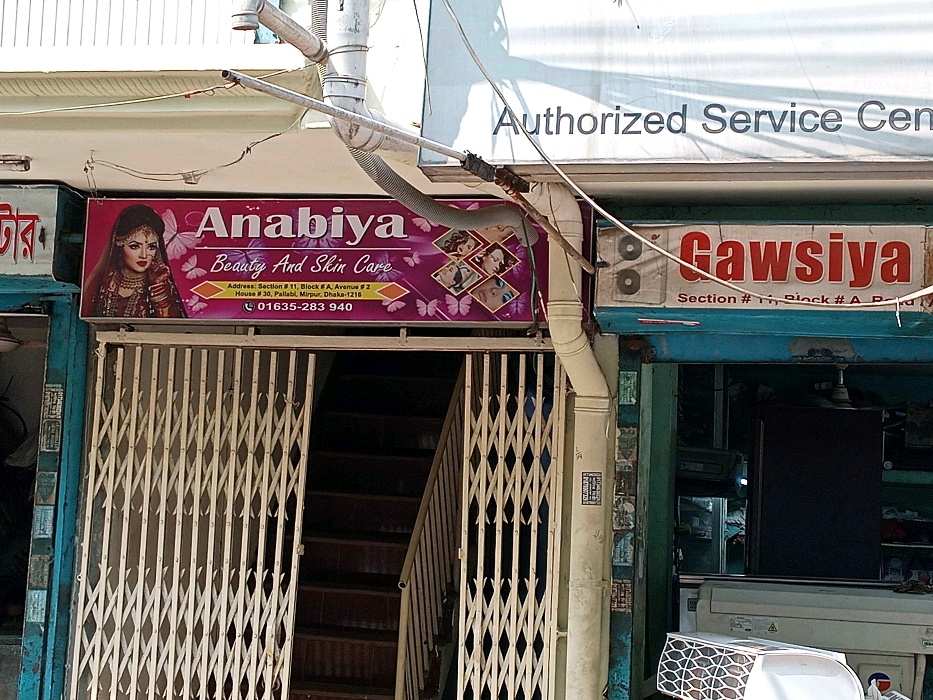 Authorized Service Cen
টার
Anabiya
Beauty And Skin Care
Address: Section # 11, Block # A, Avenue # 2
House # 30, Pallabi, Mirpur, Dhaka-1216
01635-283 940
Gawsiya
Section # 11, Block # A, Road